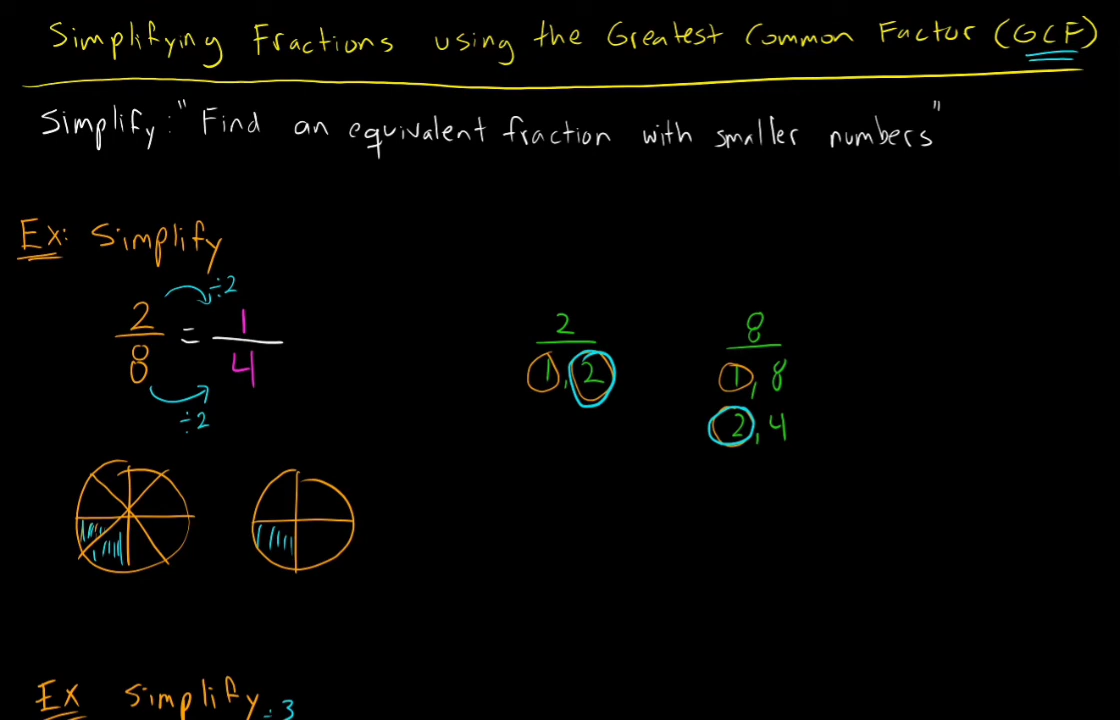 Simplifying Fractions using the Greatest Common Factor (GCF)
Simplify: "Find an equivalent fraction with smaller numbers"
Ex: Simplify
÷2
2/8 = 1/4
÷2
2
1, 2
8
1, 8
2, 4
Ex Simplify
÷3